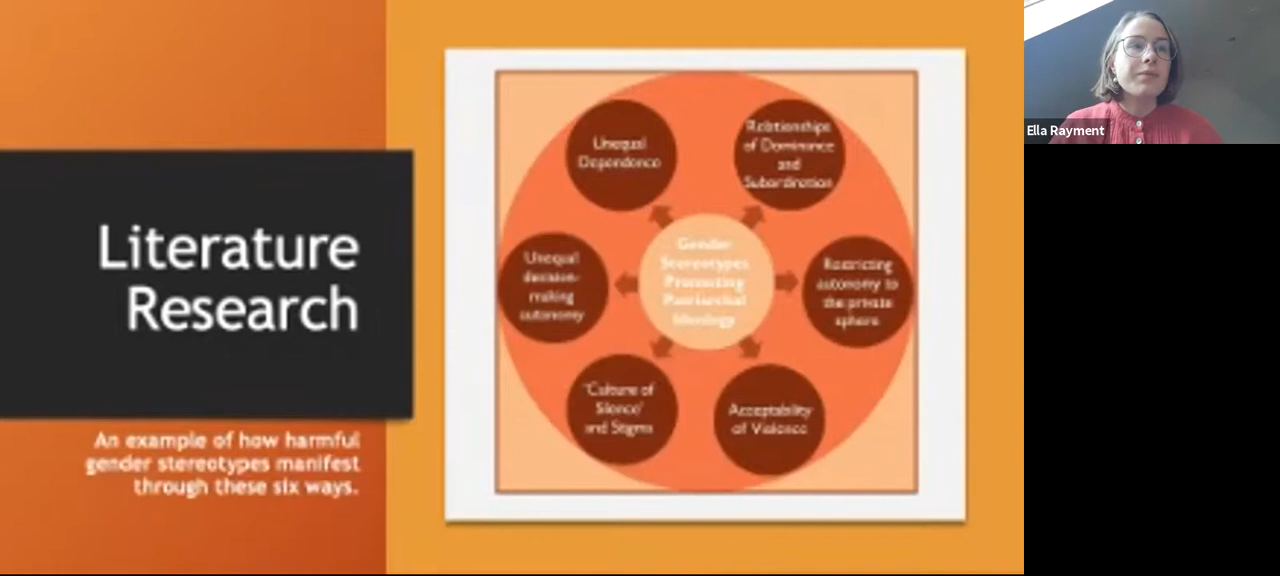 Literature
Research
An example of how harmful
gender stereotypes manifest
through these six ways.
Unequal
Dependence
Relationships
of Dominance
and
Subordination
Unequal
decision-
making
autonomy
Gender
Stereotypes
Promoting
Patriarchal
Ideology
Restricting
autonomy to
the private
sphere
'Culture of
Silence'
and Stigma
Acceptability
of Violence
Ella Rayment